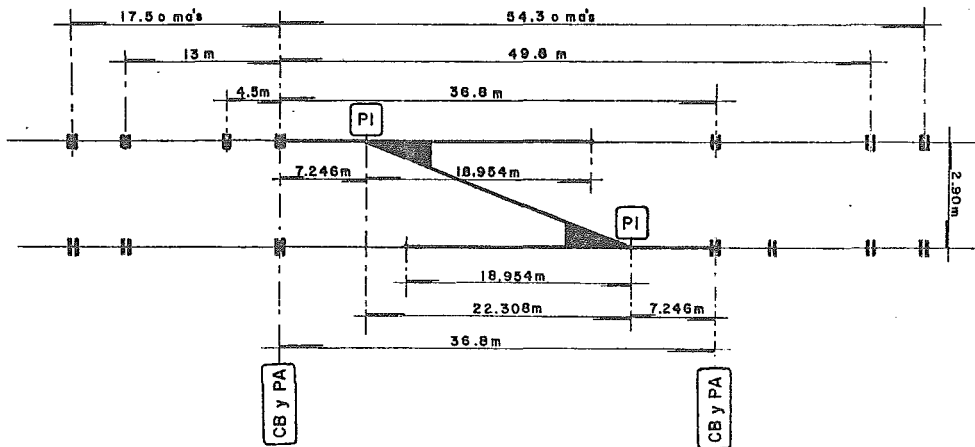 17.5 o ma's
54.3 o ma's
13 m
49.8 m
4.5m
36.8 m
PI
7.246m
18.954m
2.90m
PI
18.954m
22.308m
7.246m
36.8 m
CB y PA
CB y PA